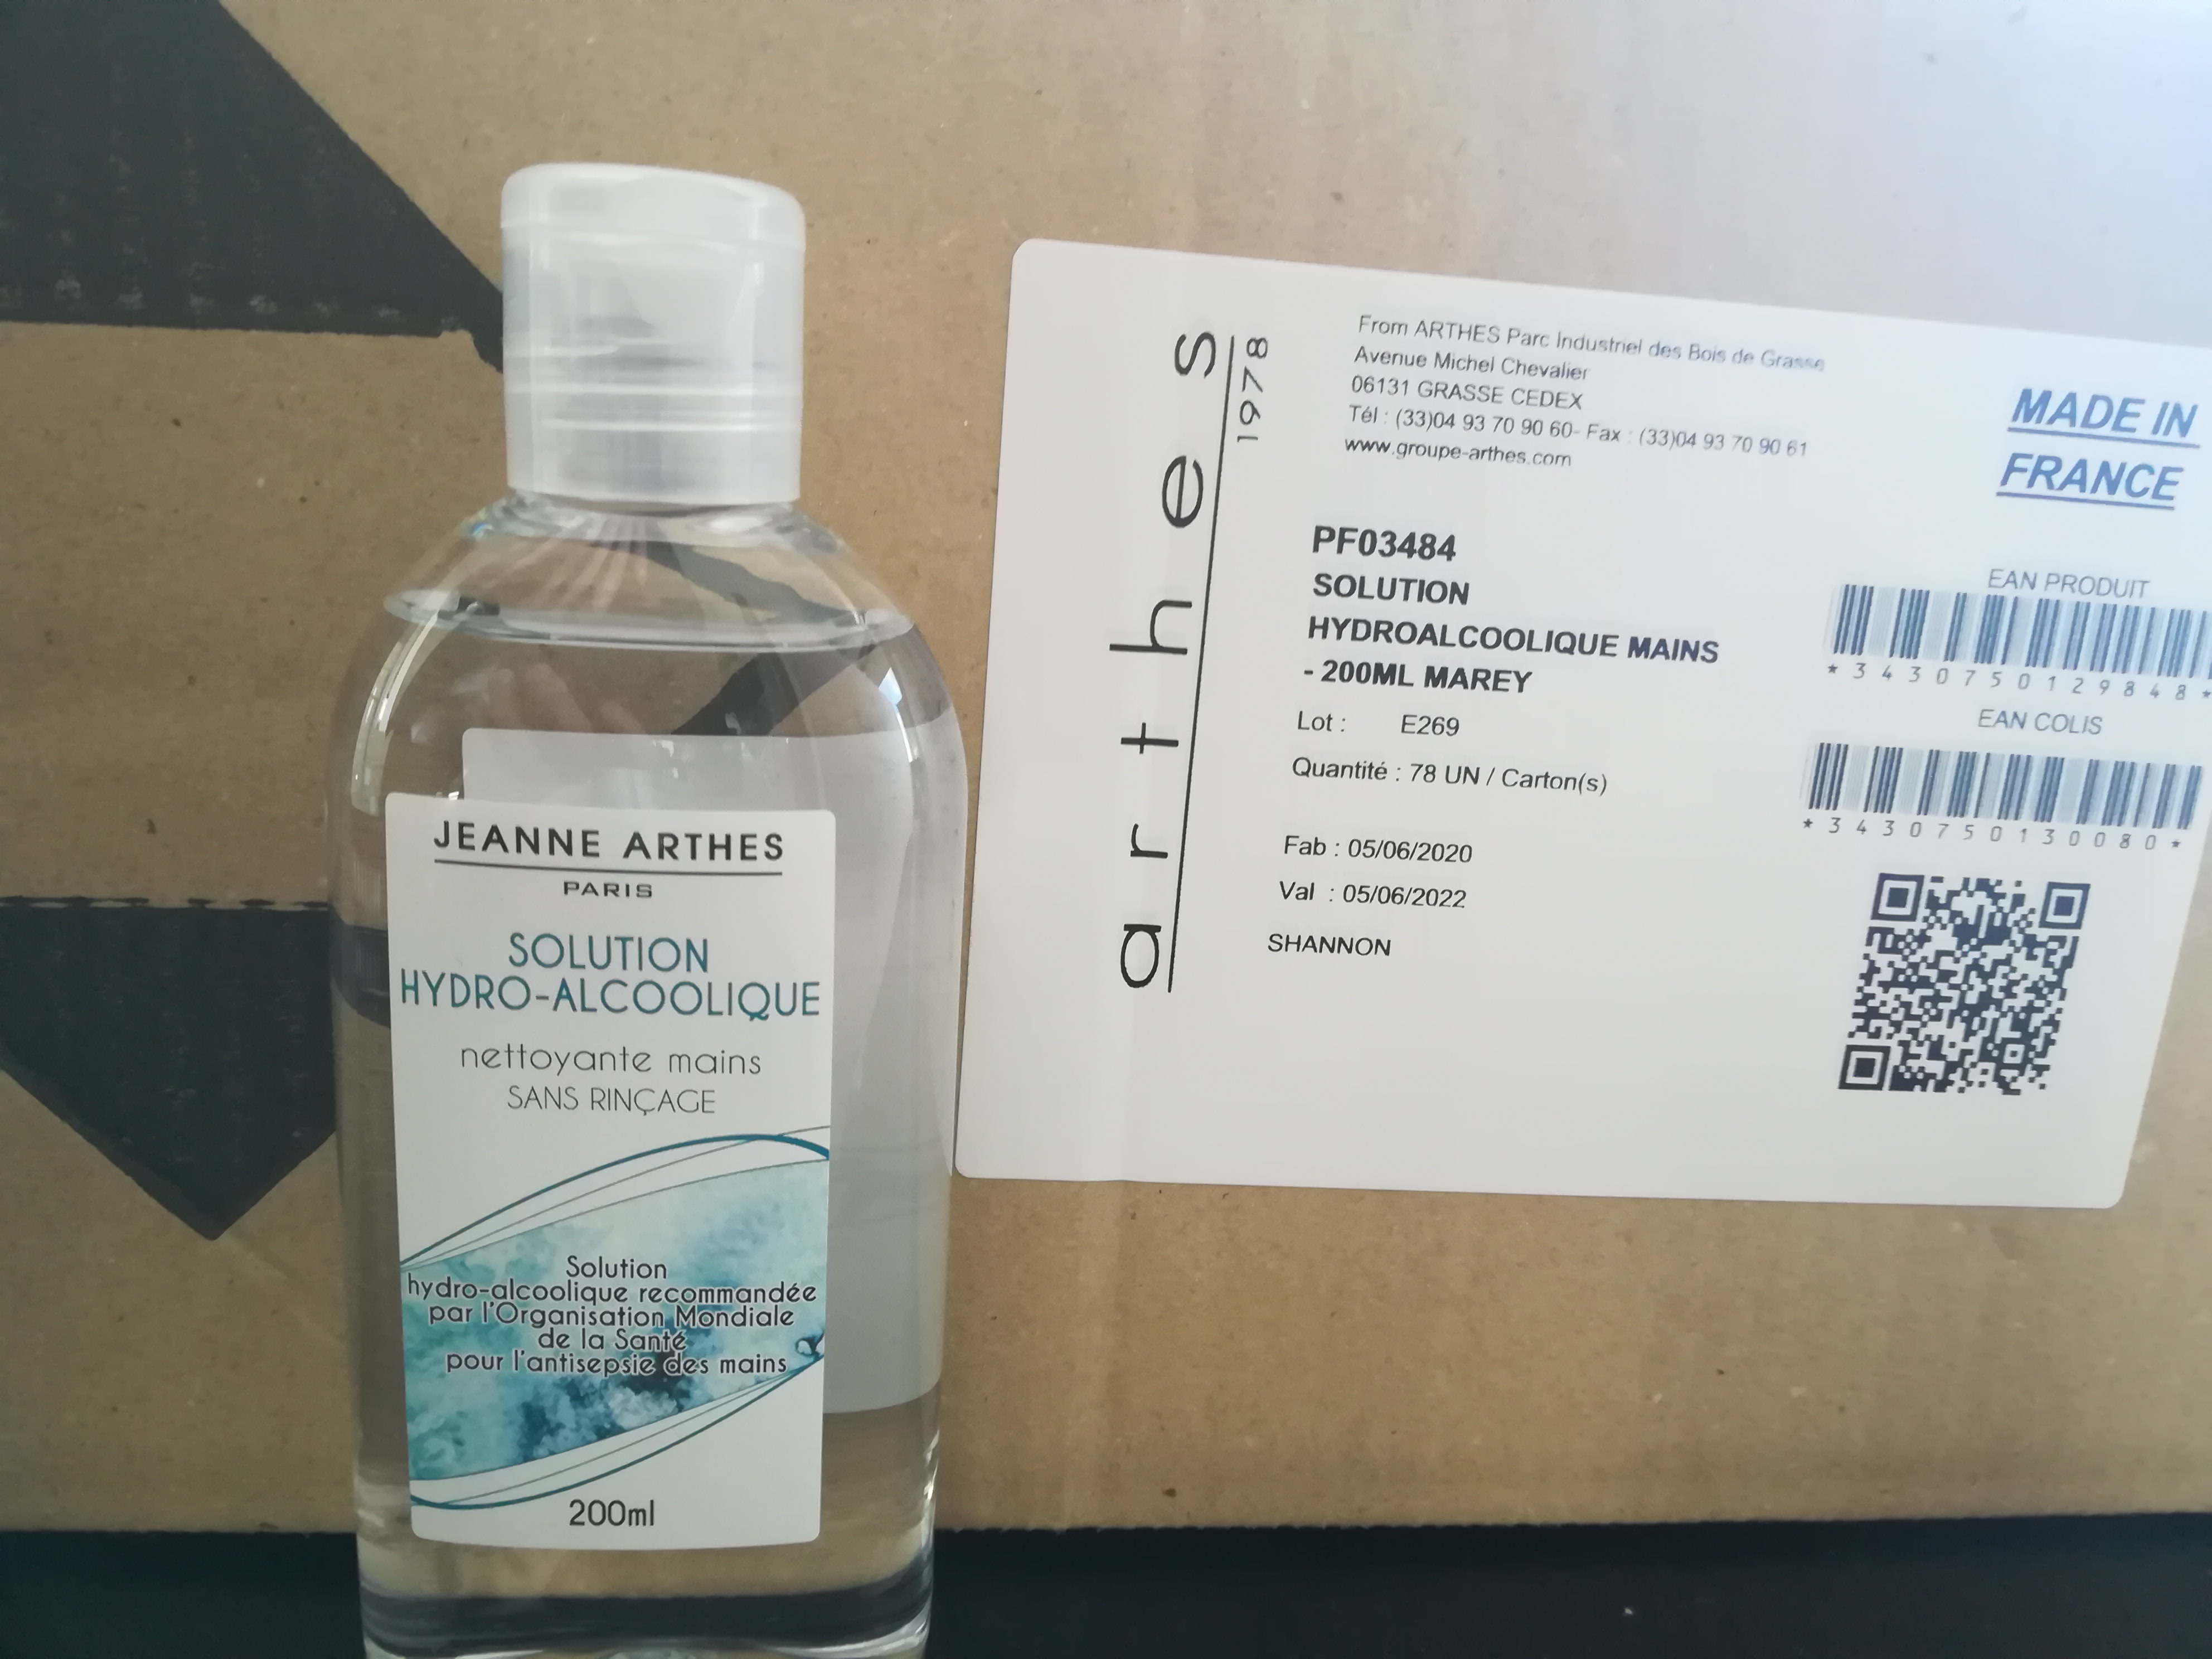 JEANNE ARTHES
PARIS
SOLUTION
HYDRO-ALCOOLIQUE
nettoyante mains
SANS RINÇAGE
Solution
hydro-alcoolique recommandée
par l'Organisation Mondiale
de la Santé
pour l'antisepsie des mains
200ml
arthes
1978
From ARTHES Parc Industriel des Bois de Grasse
Avenue Michel Chevalier
06131 GRASSE CEDEX
Tél : (33)04 93 70 90 60- Fax : (33)04 93 70 90 61
www.groupe-arthes.com
MADE IN
FRANCE
PF03484
SOLUTION
HYDROALCOOLIQUE MAINS
- 200ML MAREY
Lot : E269
Quantité : 78 UN / Carton(s)
Fab : 05/06/2020
Val : 05/06/2022
SHANNON
EAN PRODUIT
*3430750129848*
EAN COLIS
*3430750130080*